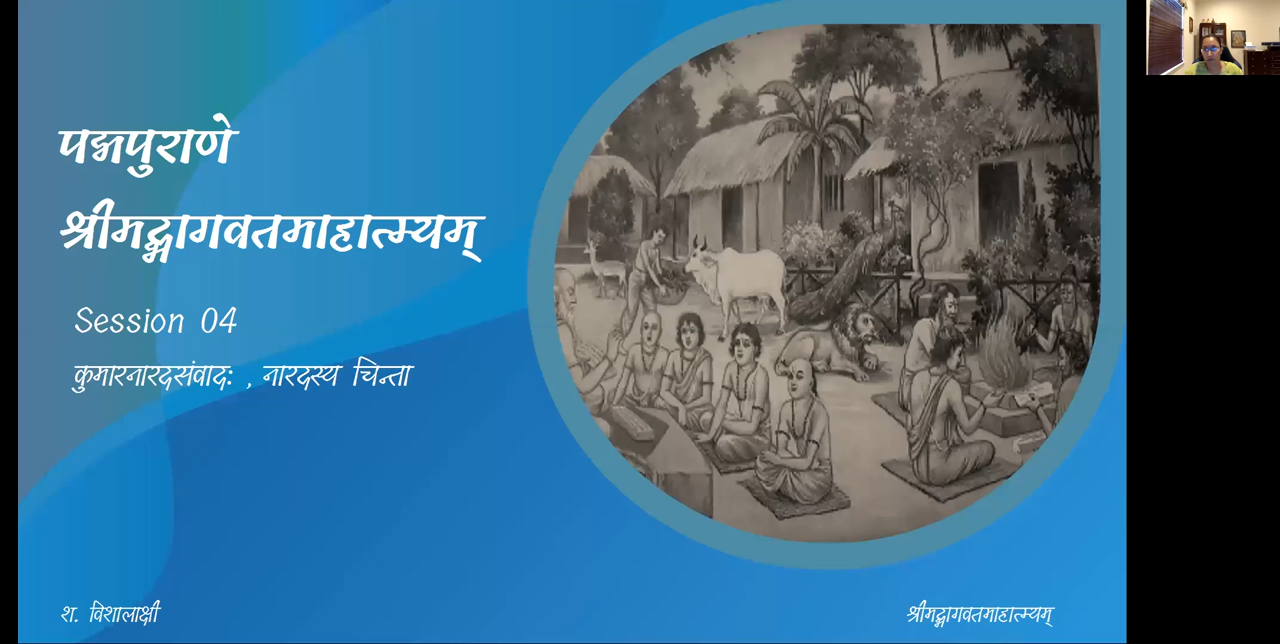 पद्मपुराणे
श्रीमद्भागवतमाहात्म्यम्
Session 04
कुमारनारदसंवादः , नारदस्य चिन्ता
श. विशालाक्षी
श्रीमद्भागवतमाहात्म्यम्